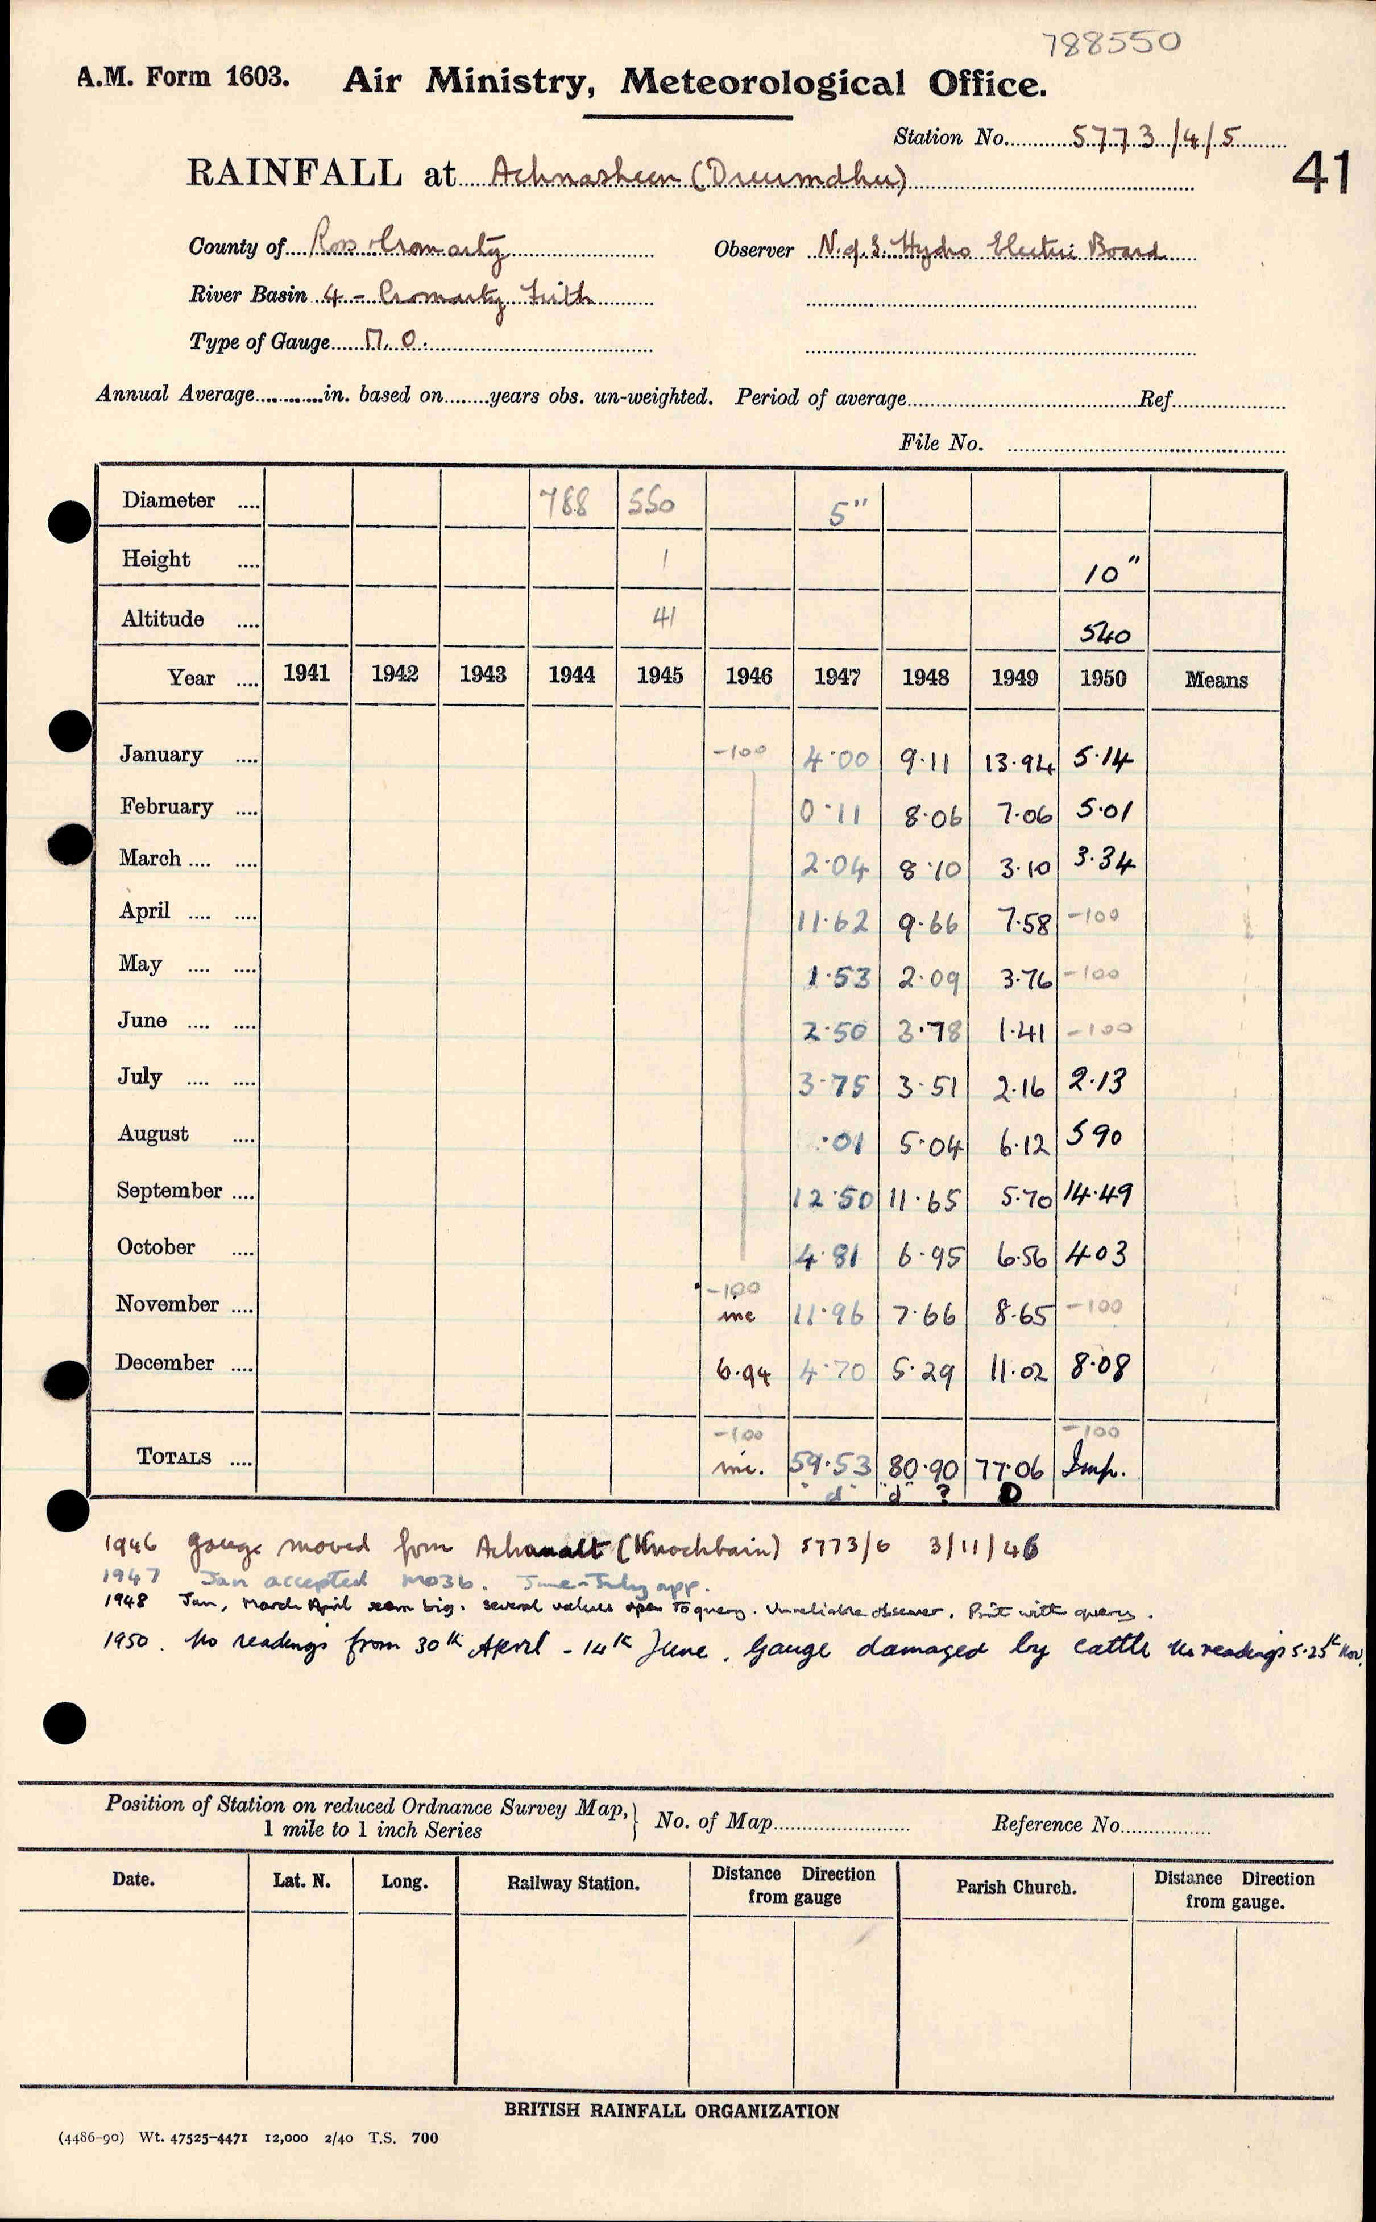 788550
A.M. Form 1603. Air Ministry, Meteorological Office.
Station No. 5773/4/5
41
RAINFALL at Achnasheen (Drumdhu)
County of Ross & Cromarty Observer N. of S. Hydro Electric Board
River Basin 4 - Cromarty Firth
Type of Gauge M.O.
Annual Average in. based on years obs. un-weighted. Period of average Ref.
File No.
Diameter .... 788 550 5"
Height .... 1 10"
Altitude .... 41 540
Year .... 1941 1942 1943 1944 1945 1946 1947 1948 1949 1950 Means
January .... -100 4.00 9.11 13.94 5.14
February .... 0.11 8.06 7.06 5.01
March .... .... 2.04 8.10 3.10 3.34
April .... .... 11.62 9.66 7.58 -100
May .... .... 1.53 2.09 3.76 -100
June .... .... 2.50 3.78 1.41 -100
July .... .... 3.75 3.51 2.16 2.13
August .... .01 5.04 6.12 5 90
September .... 12.50 11.65 5.70 14.49
October .... 4.81 6.95 6.56 4.03
-100
November .... inc 11.96 7.66 8.65 -100
December .... 6.94 4.70 5.29 11.02 8.08
-100 -100
TOTALS .... inc. 59.53 80.90 77.06 Imp.
"d" "d" ? D
1946 gauge moved from Achanalt (Knochbain) 5773/6 3/11/46
1947 Jan accepted MO3b. June-July app.
1948 Jan, March April seem big. several values open to query. Unreliable observer. Print with query.
1950. No readings from 30th April - 14th June. Gauge damaged by cattle No readings 5-25th Nov.
Position of Station on reduced Ordnance Survey Map, } No. of Map Reference No.
1 mile to 1 inch Series
Date. Lat. N. Long. Railway Station. Distance Direction from gauge Parish Church. Distance Direction from gauge.
BRITISH RAINFALL ORGANIZATION
(4486-90) Wt. 47525-4471 12,000 2/40 T.S. 700